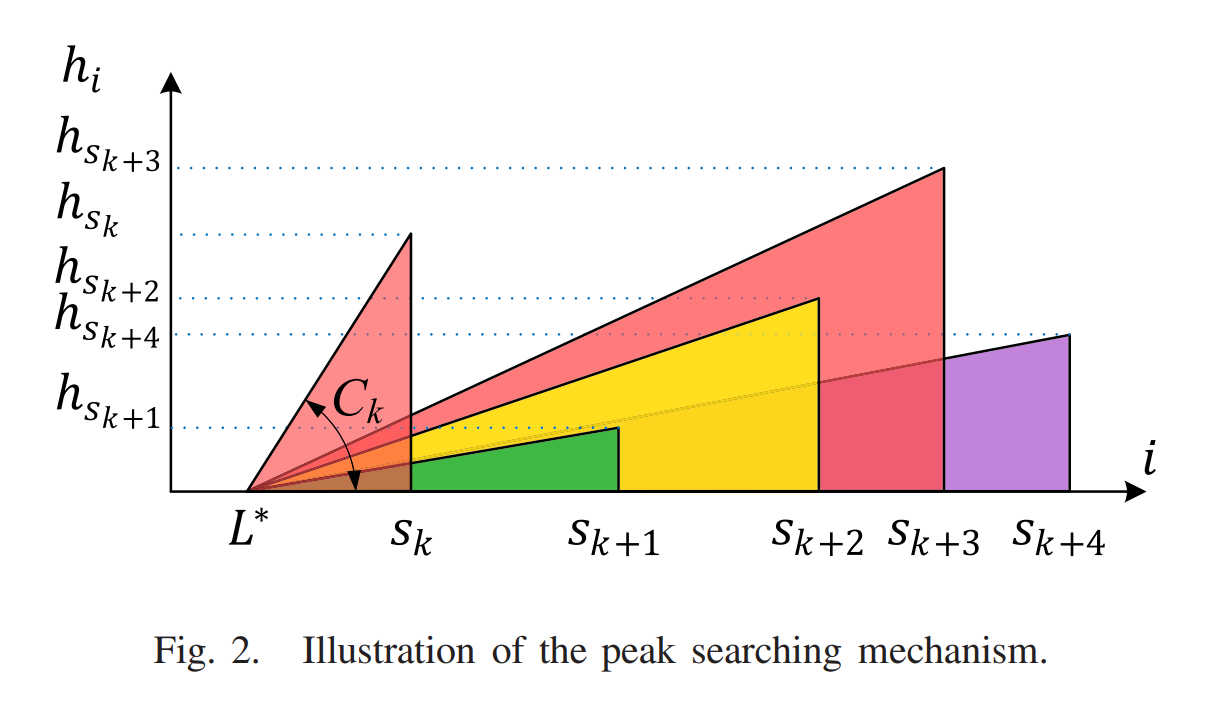 h_i
h_{s_{k+3}}
h_{s_k}
h_{s_{k+2}}
h_{s_{k+4}}
h_{s_{k+1}}
C_k
i
L* s_k s_{k+1} s_{k+2} s_{k+3} s_{k+4}
Fig. 2. Illustration of the peak searching mechanism.